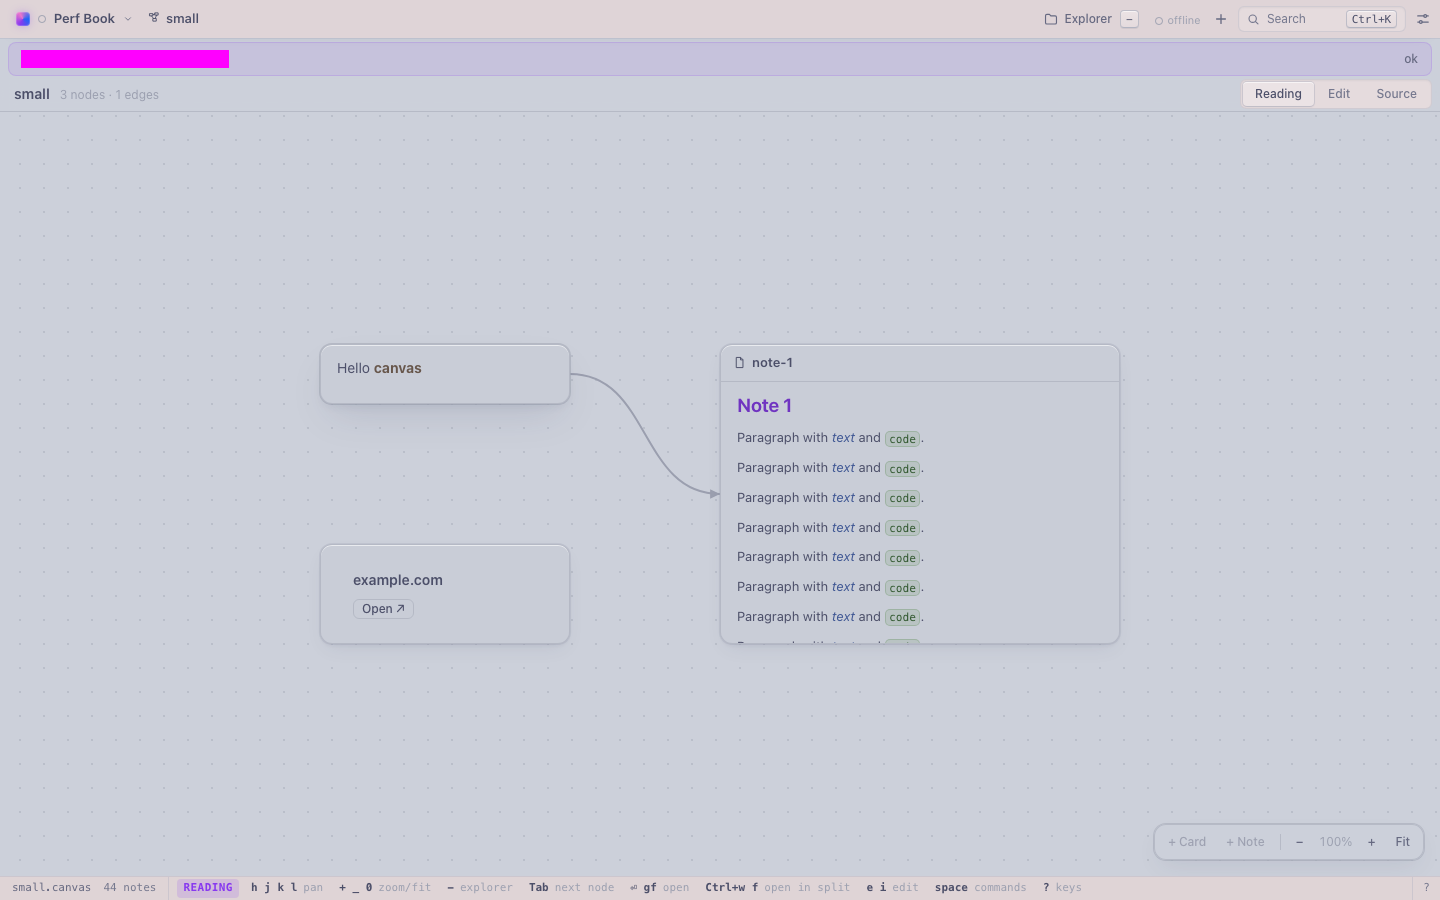 Perf Book small Explorer - offline + Search Ctrl+K
ok
small 3 nodes · 1 edges Reading Edit Source
Hello canvas
note-1
Note 1
Paragraph with text and code.
Paragraph with text and code.
Paragraph with text and code.
Paragraph with text and code.
Paragraph with text and code.
Paragraph with text and code.
Paragraph with text and code.
example.com
Open ↗
+ Card + Note − 100% + Fit
small.canvas 44 notes READING h j k l pan + _ 0 zoom/fit − explorer Tab next node ⏎ gf open Ctrl+w f open in split e i edit space commands ? keys ?